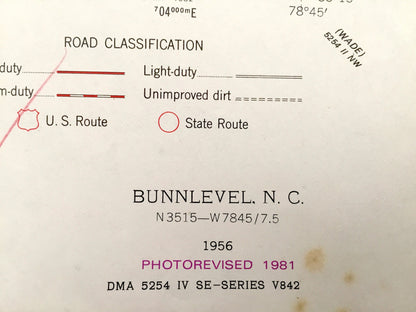 704000mE
78°45'
(WADE)
5254 II NW
ROAD CLASSIFICATION
duty Light-duty
m-duty Unimproved dirt
U. S. Route State Route
BUNNLEVEL, N. C.
N3515—W7845/7.5
1956
PHOTOREVISED 1981
DMA 5254 IV SE-SERIES V842